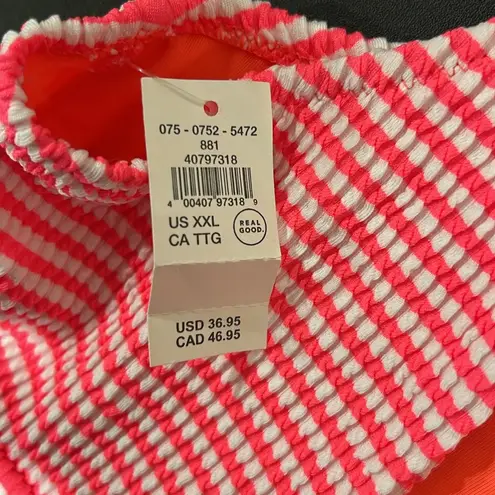 075 - 0752 - 5472
881
40797318
4 00407 97318 9
US XXL
CA TTG
REAL
GOOD.
USD 36.95
CAD 46.95